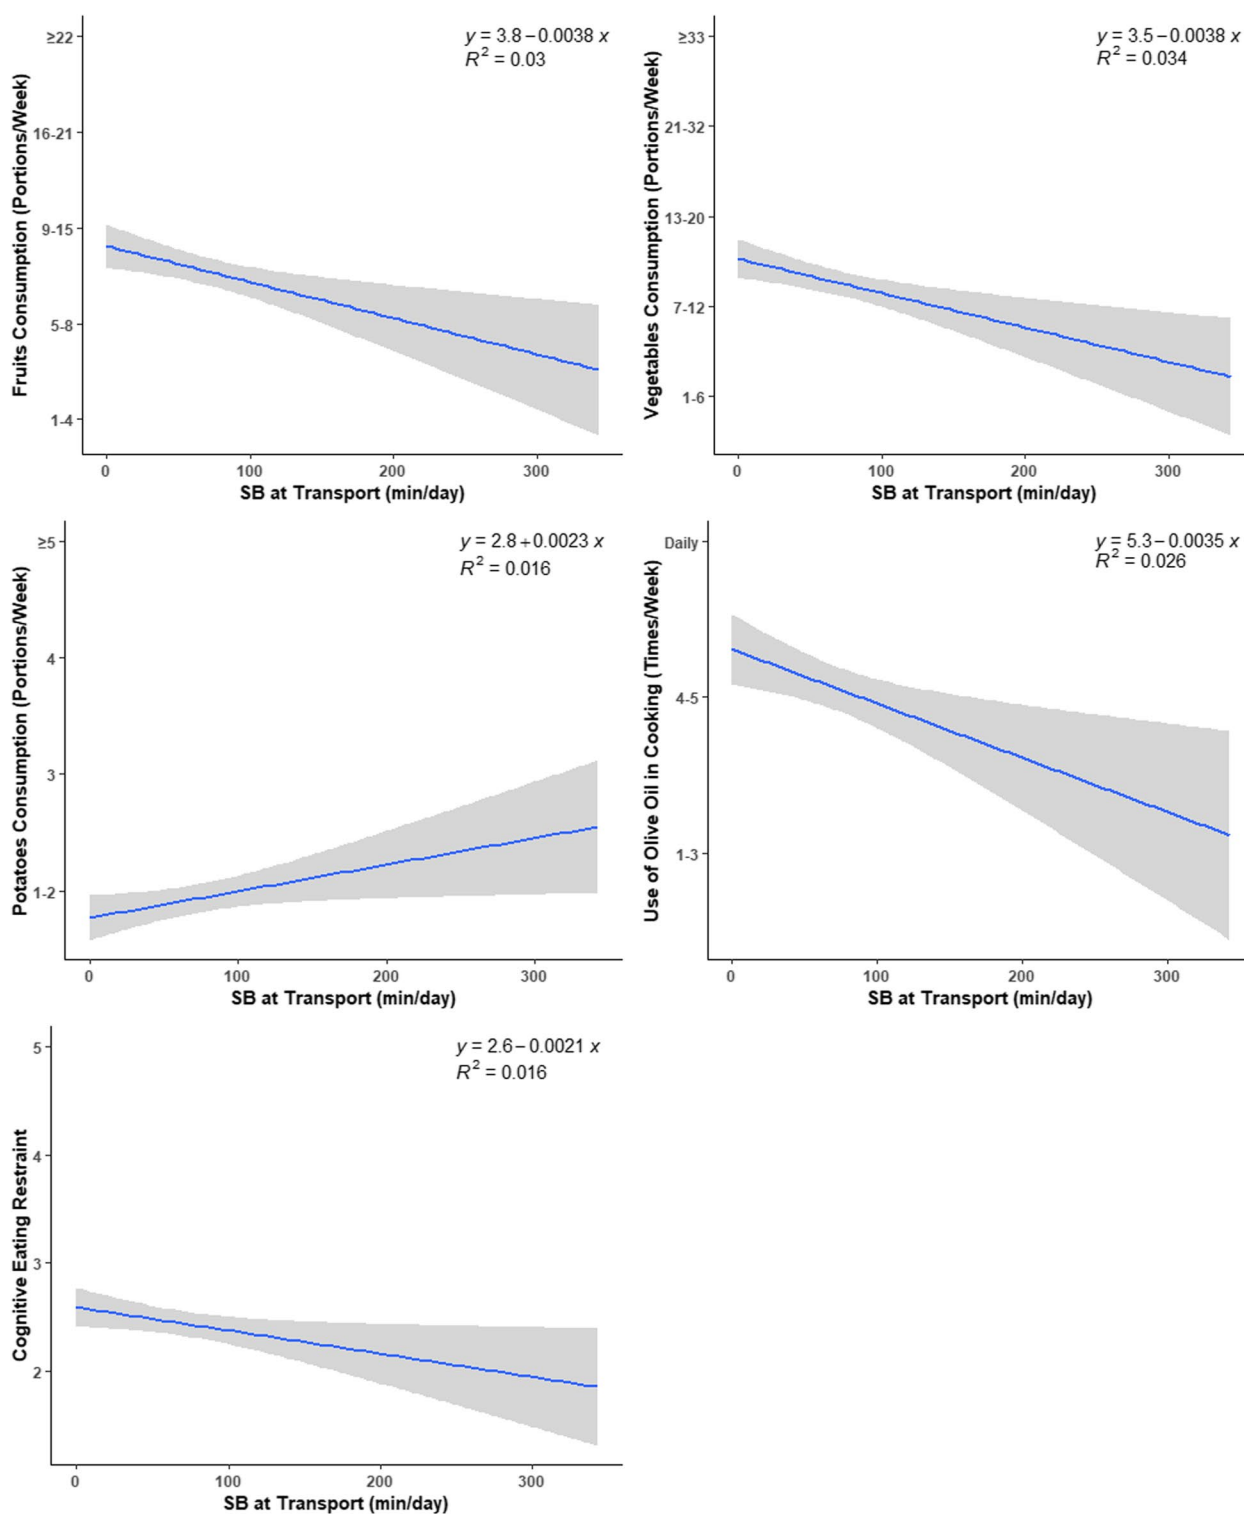 y = 3.8 − 0.0038 x
R² = 0.03
Fruits Consumption (Portions/Week)
≥22
16-21
9-15
5-8
1-4
0 100 200 300
SB at Transport (min/day)
y = 3.5 − 0.0038 x
R² = 0.034
Vegetables Consumption (Portions/Week)
≥33
21-32
13-20
7-12
1-6
0 100 200 300
SB at Transport (min/day)
y = 2.8 + 0.0023 x
R² = 0.016
Potatoes Consumption (Portions/Week)
≥5
4
3
1-2
0 100 200 300
SB at Transport (min/day)
y = 5.3 − 0.0035 x
R² = 0.026
Use of Olive Oil in Cooking (Times/Week)
Daily
4-5
1-3
0 100 200 300
SB at Transport (min/day)
y = 2.6 − 0.0021 x
R² = 0.016
Cognitive Eating Restraint
5
4
3
2
0 100 200 300
SB at Transport (min/day)